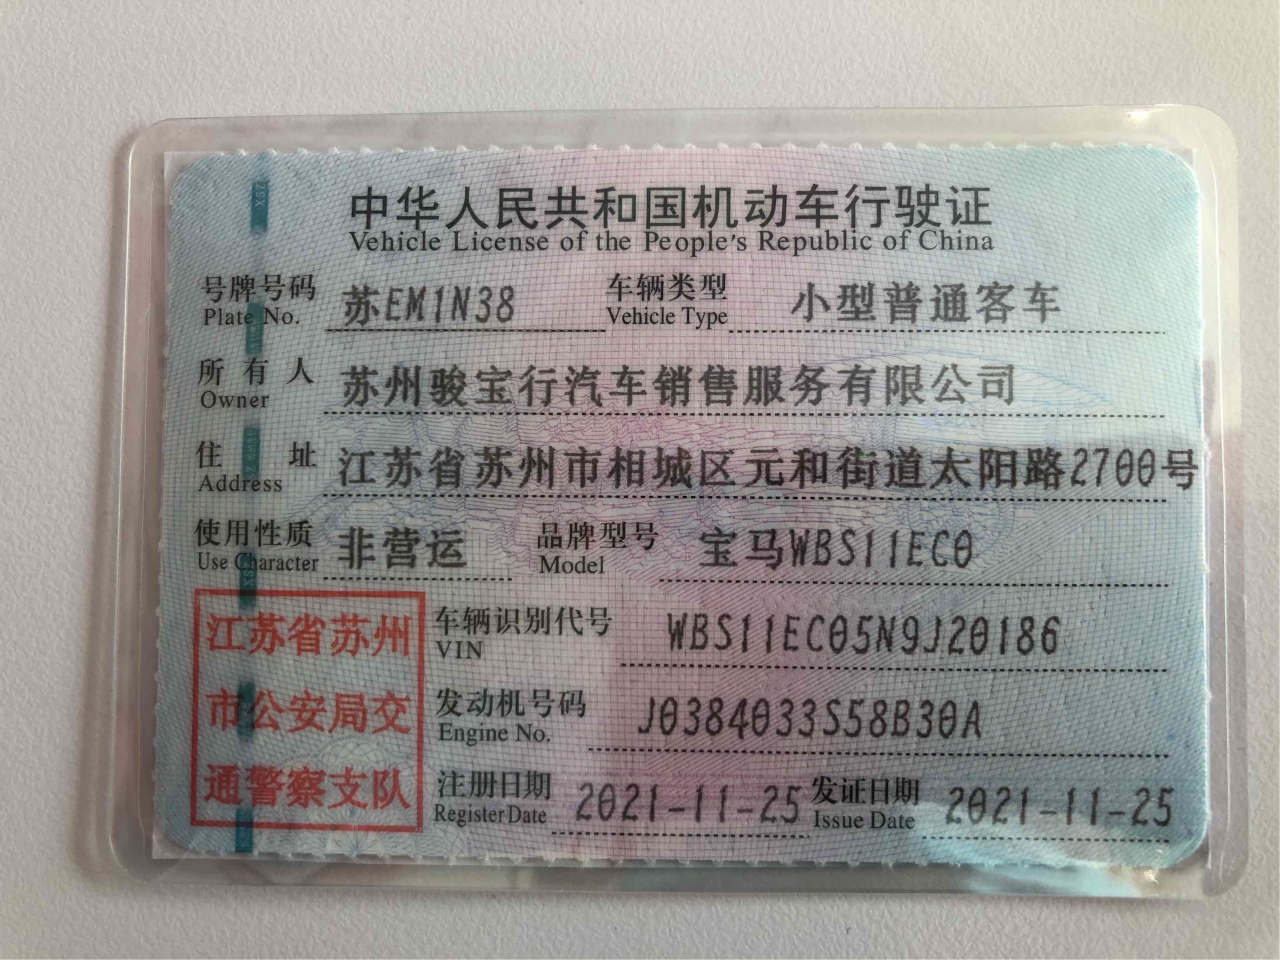 中华人民共和国机动车行驶证
Vehicle License of the People's Republic of China
号牌号码 苏EM1N38 车辆类型 小型普通客车
Plate No. Vehicle Type
所有人 苏州骏宝行汽车销售服务有限公司
Owner
住址 江苏省苏州市相城区元和街道太阳路2700号
Address
使用性质 非营运 品牌型号 宝马WBS11EC0
Use Character Model
江苏省苏州
市公安局交
通警察支队
车辆识别代号 WBS11EC05N9J20186
VIN
发动机号码 J0384033S58B30A
Engine No.
注册日期 2021-11-25 发证日期 2021-11-25
Register Date Issue Date